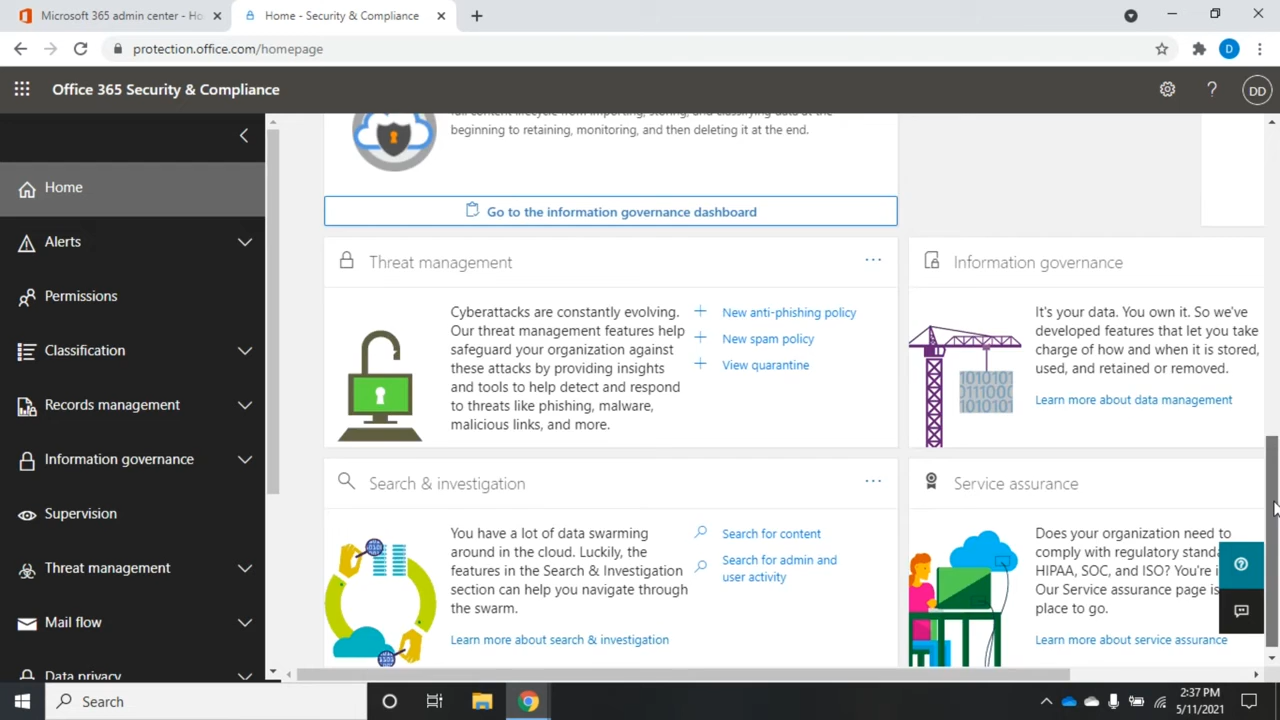 Microsoft 365 admin center - Ho
Home - Security & Compliance
protection.office.com/homepage
D
Office 365 Security & Compliance
?
DD
beginning to retaining, monitoring, and then deleting it at the end.
Go to the information governance dashboard
Home
Alerts
Permissions
Classification
Records management
Information governance
Supervision
Threat management
Mail flow
Data privacy
Threat management
...
Cyberattacks are constantly evolving.
Our threat management features help
safeguard your organization against
these attacks by providing insights
and tools to help detect and respond
to threats like phishing, malware,
malicious links, and more.
New anti-phishing policy
New spam policy
View quarantine
Information governance
It's your data. You own it. So we've
developed features that let you take
charge of how and when it is stored,
used, and retained or removed.
Learn more about data management
1010101
0111000
1010101
Search & investigation
...
You have a lot of data swarming
around in the cloud. Luckily, the
features in the Search & Investigation
section can help you navigate through
the swarm.
Learn more about search & investigation
Search for content
Search for admin and
user activity
Service assurance
Does your organization need to
comply with regulatory standa
HIPAA, SOC, and ISO? You're i
Our Service assurance page is
place to go.
Learn more about service assurance
Search
2:37 PM
5/11/2021